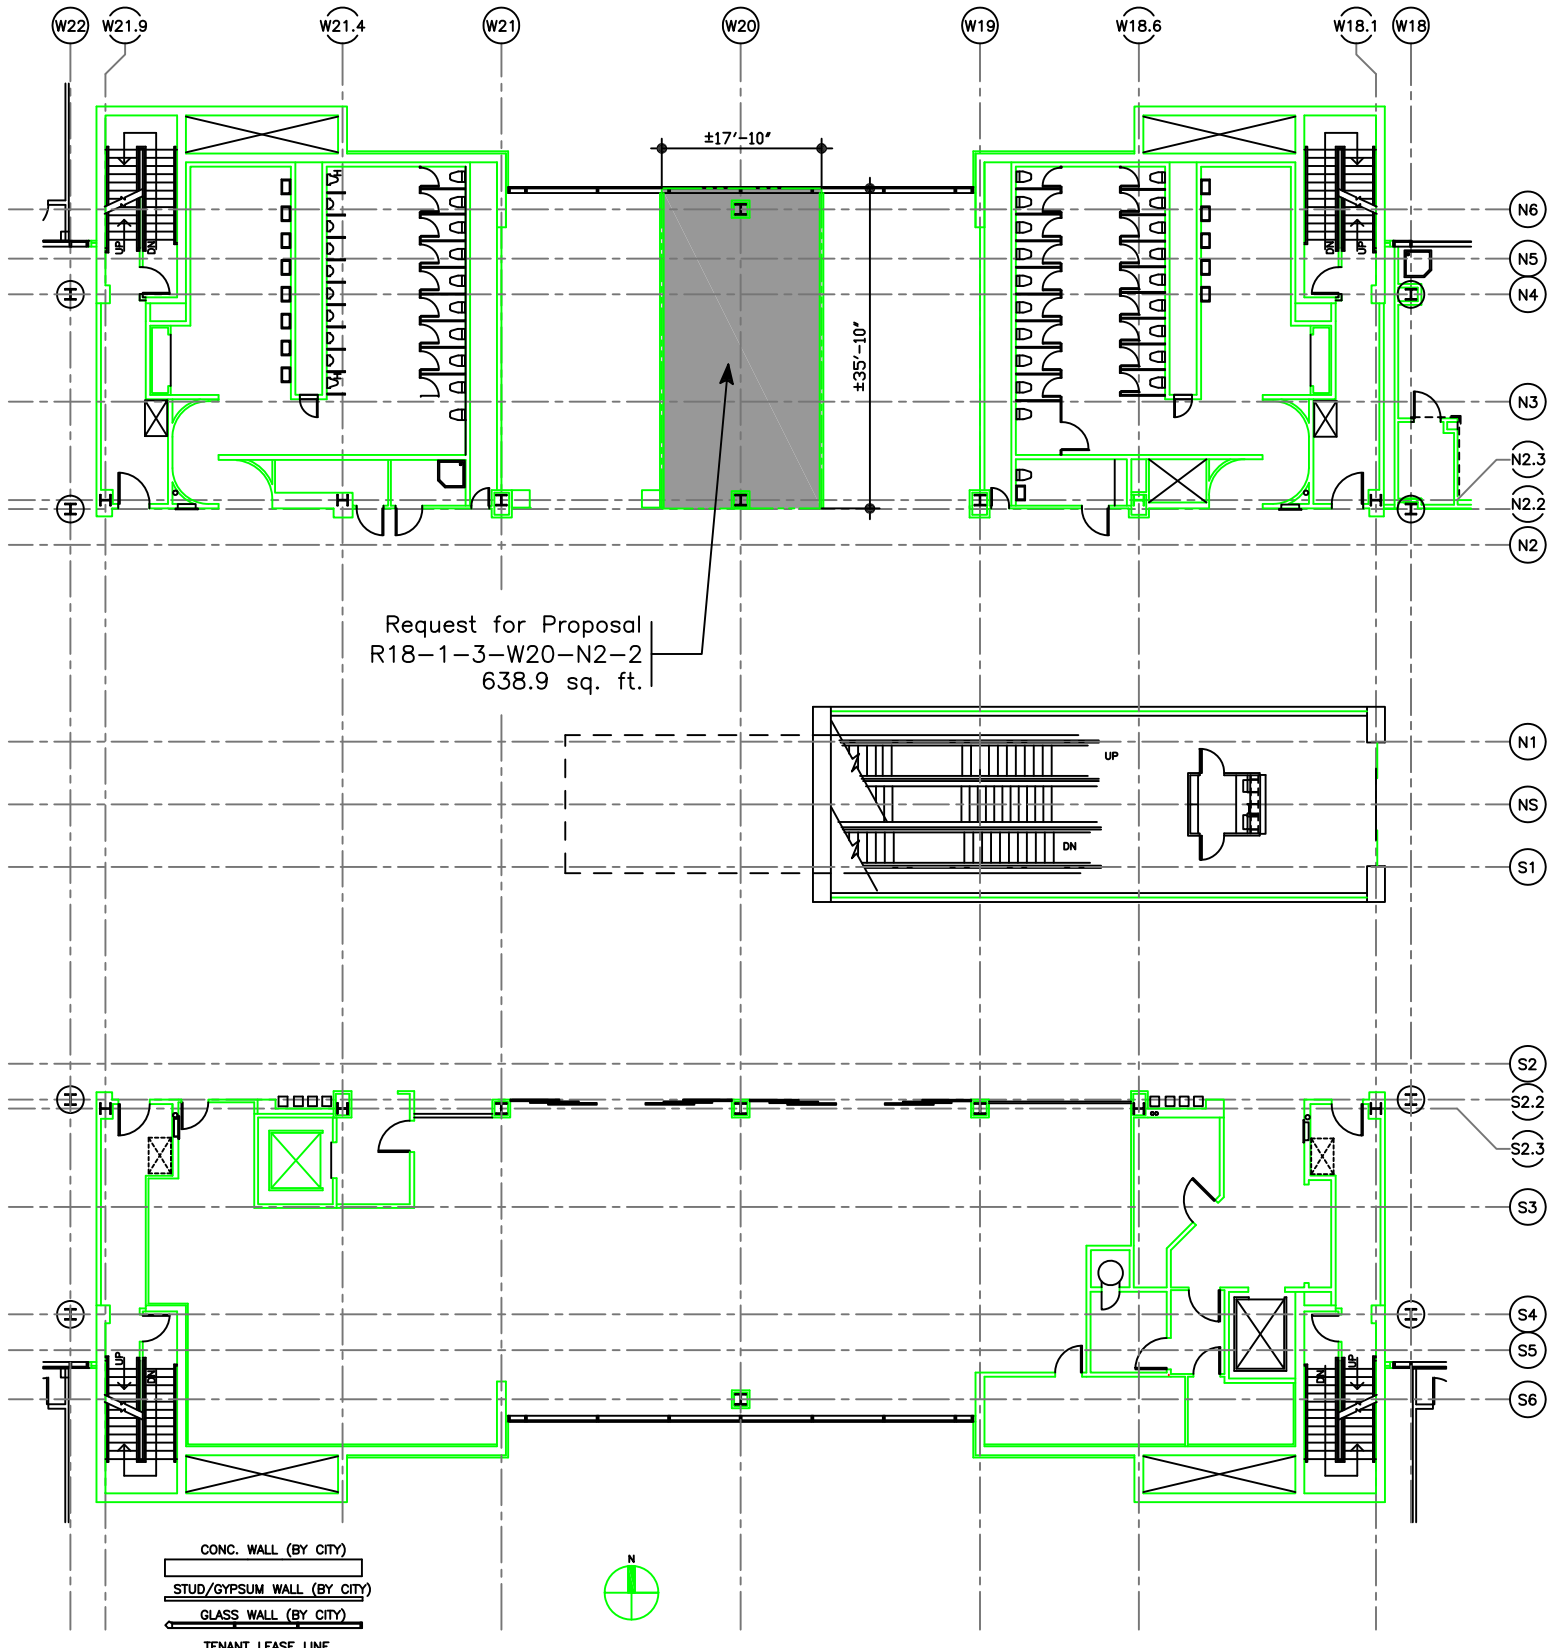 W22 W21.9 W21.4 W21 W20 W19 W18.6 W18.1 W18
±17'-10"
N6
UP DN DN UP
N5
N4
±35'-10"
N3
N2.3
N2.2
N2
Request for Proposal
R18-1-3-W20-N2-2
638.9 sq. ft.
N1
UP
NS
DN
S1
S2
S2.2
S2.3
S3
S4
S5
UP DN DN UP
S6
CONC. WALL (BY CITY)
STUD/GYPSUM WALL (BY CITY)
GLASS WALL (BY CITY)
TENANT LEASE LINE
N